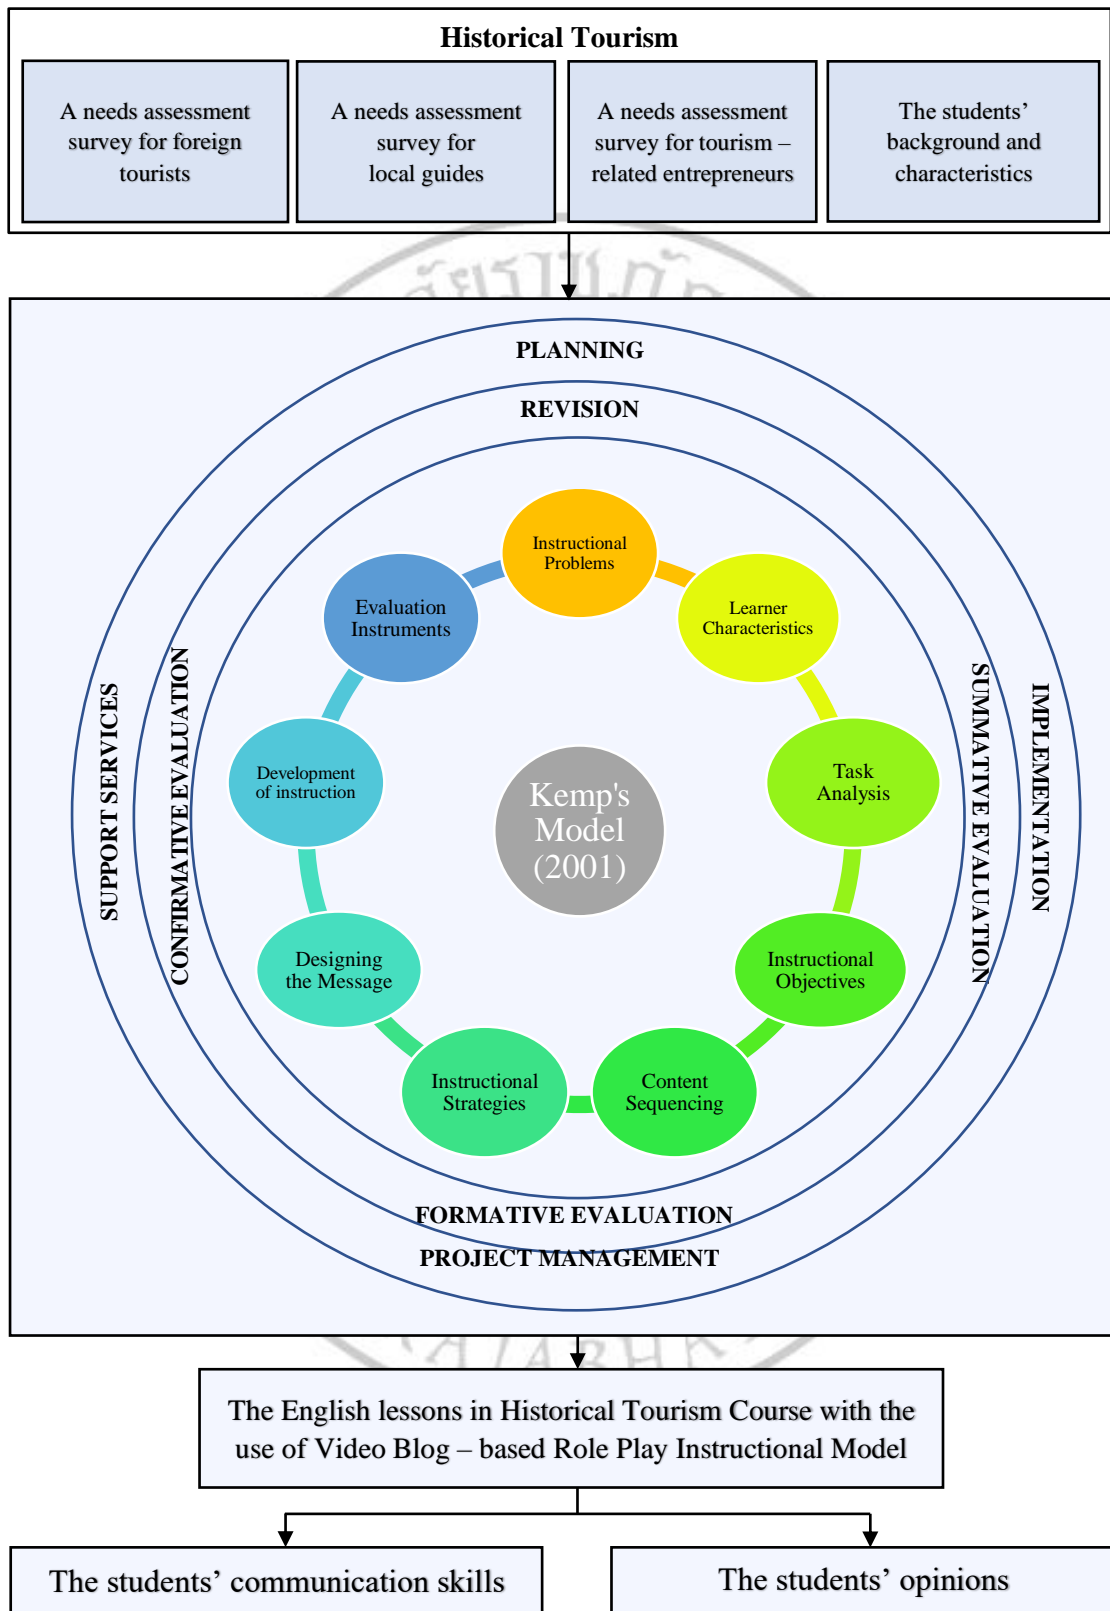 Historical Tourism
A needs assessment
survey for foreign
tourists
A needs assessment
survey for
local guides
A needs assessment
survey for tourism –
related entrepreneurs
The students’
background and
characteristics
PLANNING
REVISION
Instructional
Problems
Learner
Characteristics
Task
Analysis
Instructional
Objectives
Content
Sequencing
Instructional
Strategies
Designing
the Message
Development
of instruction
Evaluation
Instruments
Kemp's
Model
(2001)
SUPPORT SERVICES
CONFIRMATIVE EVALUATION
SUMMATIVE EVALUATION
IMPLEMENTATION
FORMATIVE EVALUATION
PROJECT MANAGEMENT
The English lessons in Historical Tourism Course with the
use of Video Blog – based Role Play Instructional Model
The students’ communication skills
The students’ opinions